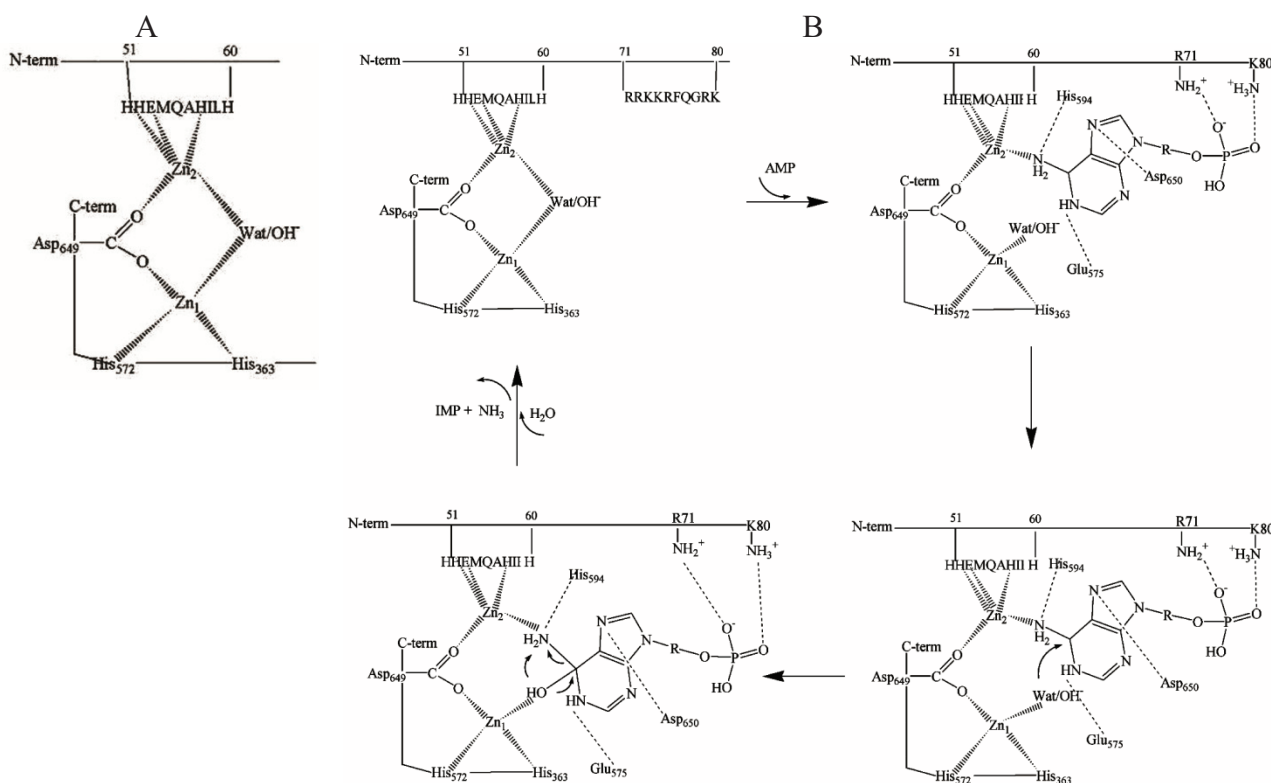 A
N-term
51
60
HHEMQAHILH
Zn2
C-term
Asp649
C
O
O
Wat/OH-
Zn1
His572
His363
B
N-term
51
60
71
80
HHEMQAHILH
RRKKRFQGRK
Zn2
C-term
Asp649
C
O
O
Wat/OH-
Zn1
His572
His363
AMP
N-term
51
60
R71
K80
HHEMQAHII H
His594
NH2+
+H3N
Zn2
NH2
N
N
R
O
P
O-
O
HO
Asp650
HN
N
C-term
Asp649
C
O
O
Wat/OH-
Zn1
Glu575
His572
His363
IMP + NH3
H2O
N-term
51
60
R71
K80
HHEMQAHII H
His594
NH2+
NH3+
Zn2
H2N
N
N
R
O
P
O-
O
HO
C-term
Asp649
C
O
O
HO
HN
N
Asp650
Zn1
Glu575
His572
His363
N-term
51
60
R71
K80
HHEMQAHII H
His594
NH2+
+H3N
Zn2
NH2
N
N
R
O
P
O-
O
HO
C-term
Asp649
C
O
O
HN
N
Asp650
Wat/OH-
Zn1
Glu575
His572
His363